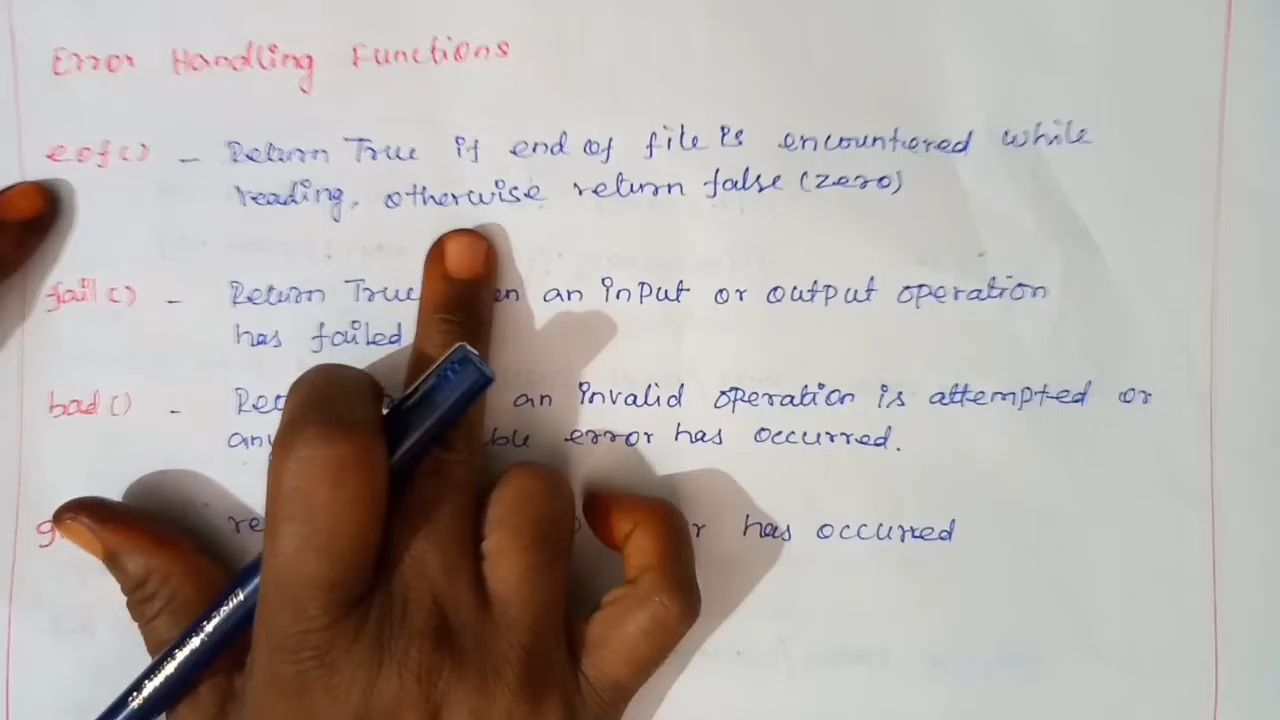 Error Handling Functions
eof() - Return True if end of file is encountered while
reading, otherwise return false (zero)
fail() - Return True an input or output operation
has failed
bad() - an invalid operation is attempted or
error has occurred.
has occurred